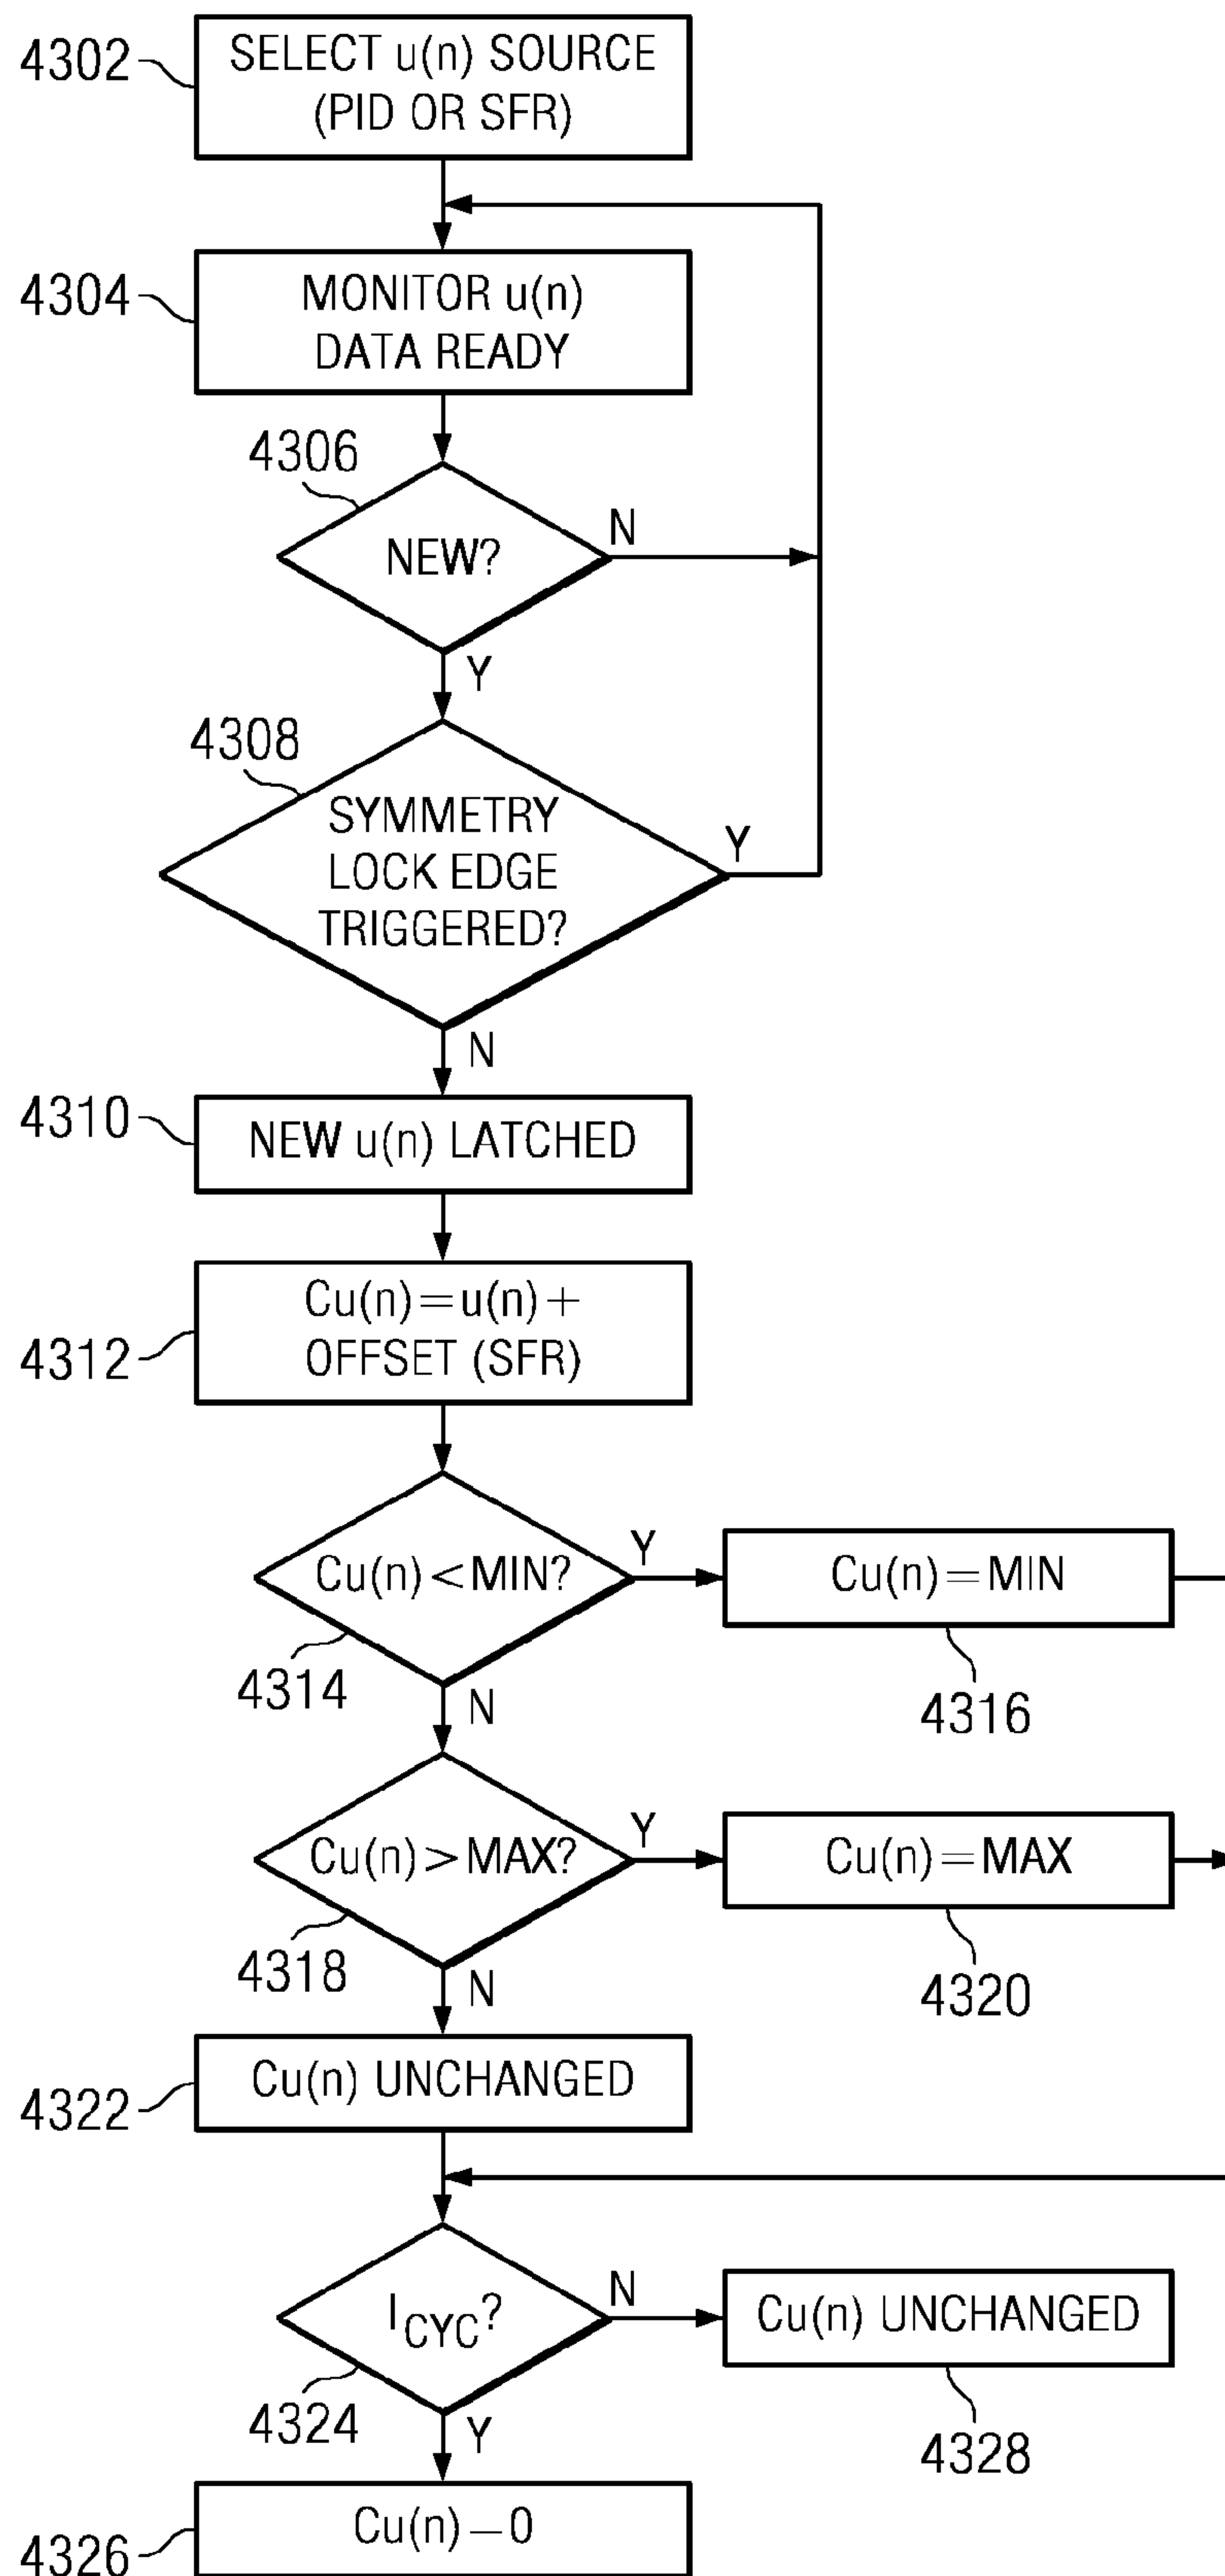 4302
SELECT u(n) SOURCE
(PID OR SFR)
4304
MONITOR u(n)
DATA READY
4306
NEW?
N
Y
4308
SYMMETRY
LOCK EDGE
TRIGGERED?
Y
N
4310
NEW u(n) LATCHED
4312
Cu(n)=u(n)+
OFFSET (SFR)
Cu(n)<MIN?
Y
Cu(n)=MIN
4314
N
4316
Cu(n)>MAX?
Y
Cu(n)=MAX
4318
N
4320
4322
Cu(n) UNCHANGED
ICYC?
N
Cu(n) UNCHANGED
4324
Y
4328
4326
Cu(n)–0